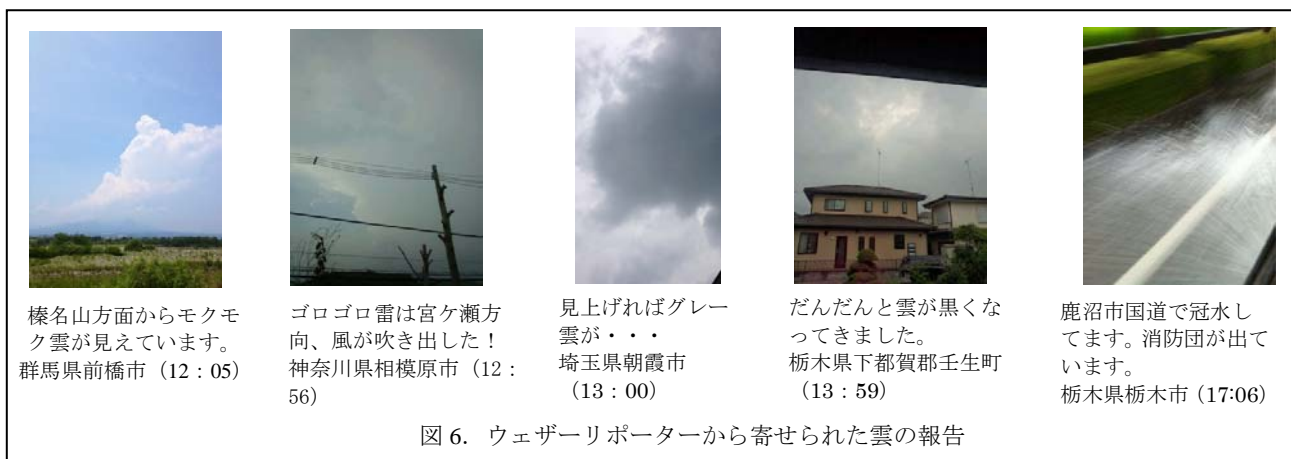 榛名山方面からモクモ
ク雲が見えています。
群馬県前橋市（12：05）
ゴロゴロ雷は宮ケ瀬方
向、風が吹き出した！
神奈川県相模原市（12：
56）
見上げればグレー
雲が・・・
埼玉県朝霞市
（13：00）
だんだんと雲が黒くな
ってきました。
栃木県下都賀郡壬生町
（13：59）
鹿沼市国道で冠水し
てます。消防団が出て
います。
栃木県栃木市（17:06）
図 6．ウェザーリポーターから寄せられた雲の報告